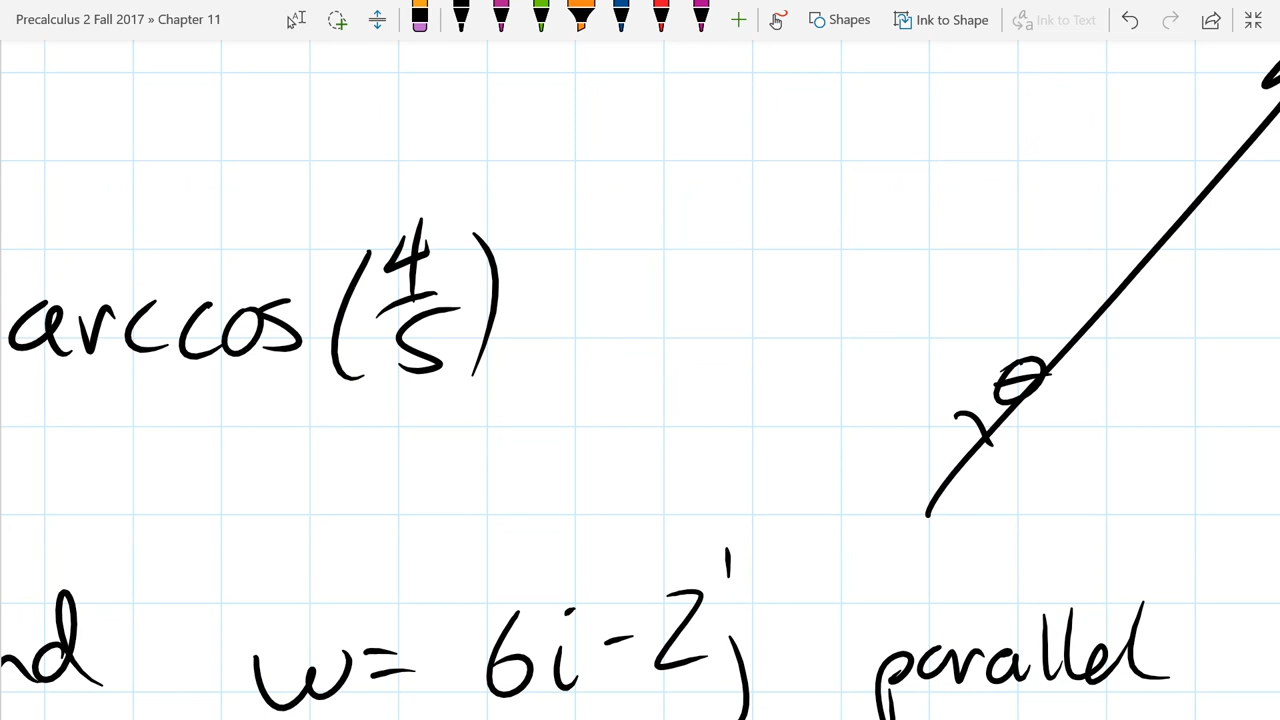 Precalculus 2 Fall 2017 » Chapter 11
Shapes
Ink to Shape
Ink to Text
arccos(4/5)
θ
nd w = 6i - 2j parallel